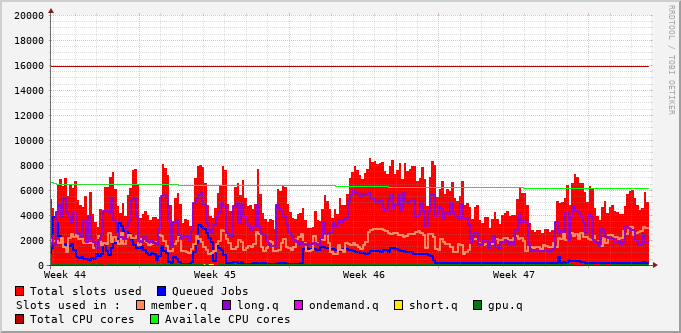 20000
18000
16000
14000
12000
10000
8000
6000
4000
2000
0
Week 44 Week 45 Week 46 Week 47
Total slots used Queued Jobs
Slots used in : member.q long.q ondemand.q short.q gpu.q
Total CPU cores Availale CPU cores
RRDTOOL / TOBI OETIKER